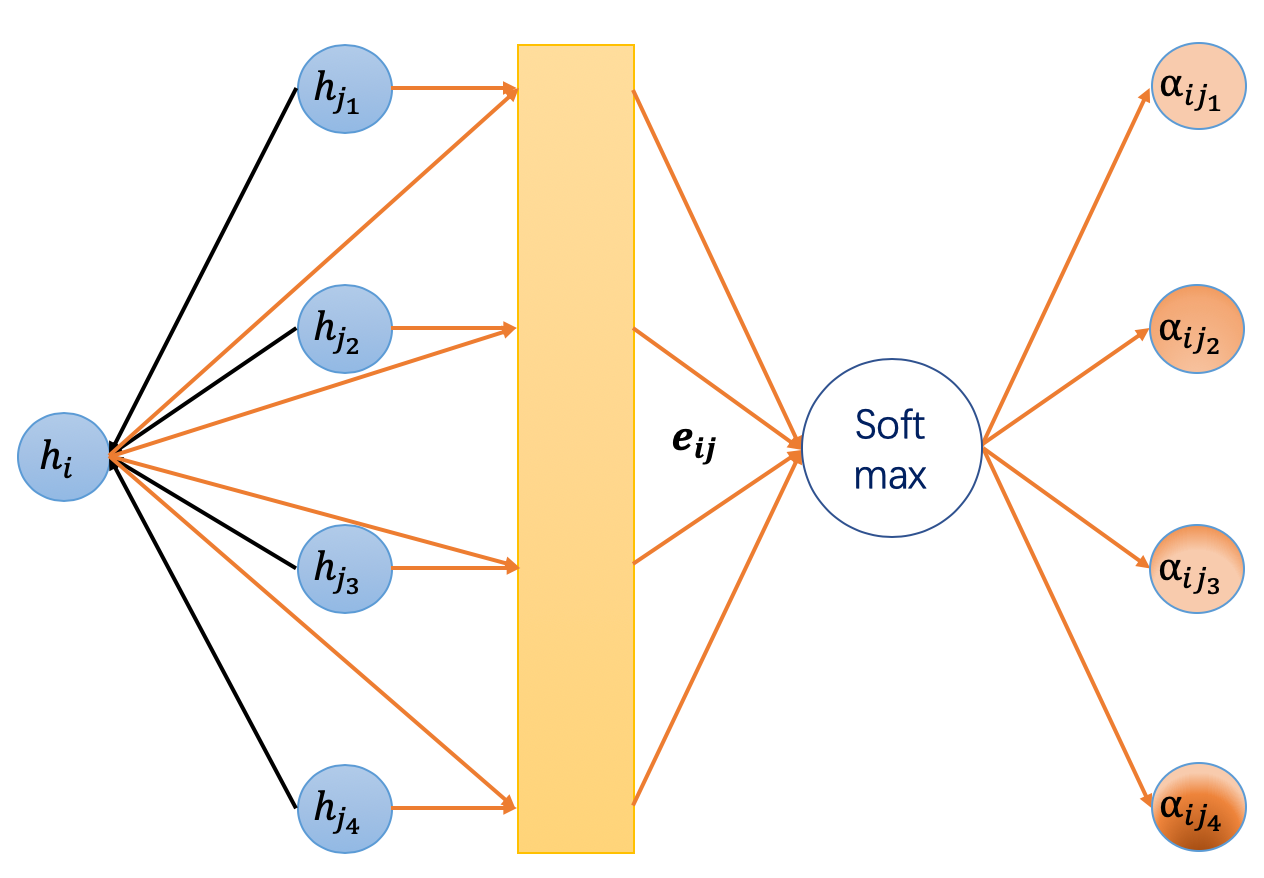 h_{j_1}
α_{ij_1}
h_{j_2}
α_{ij_2}
h_i
e_{ij}
Soft
max
h_{j_3}
α_{ij_3}
h_{j_4}
α_{ij_4}